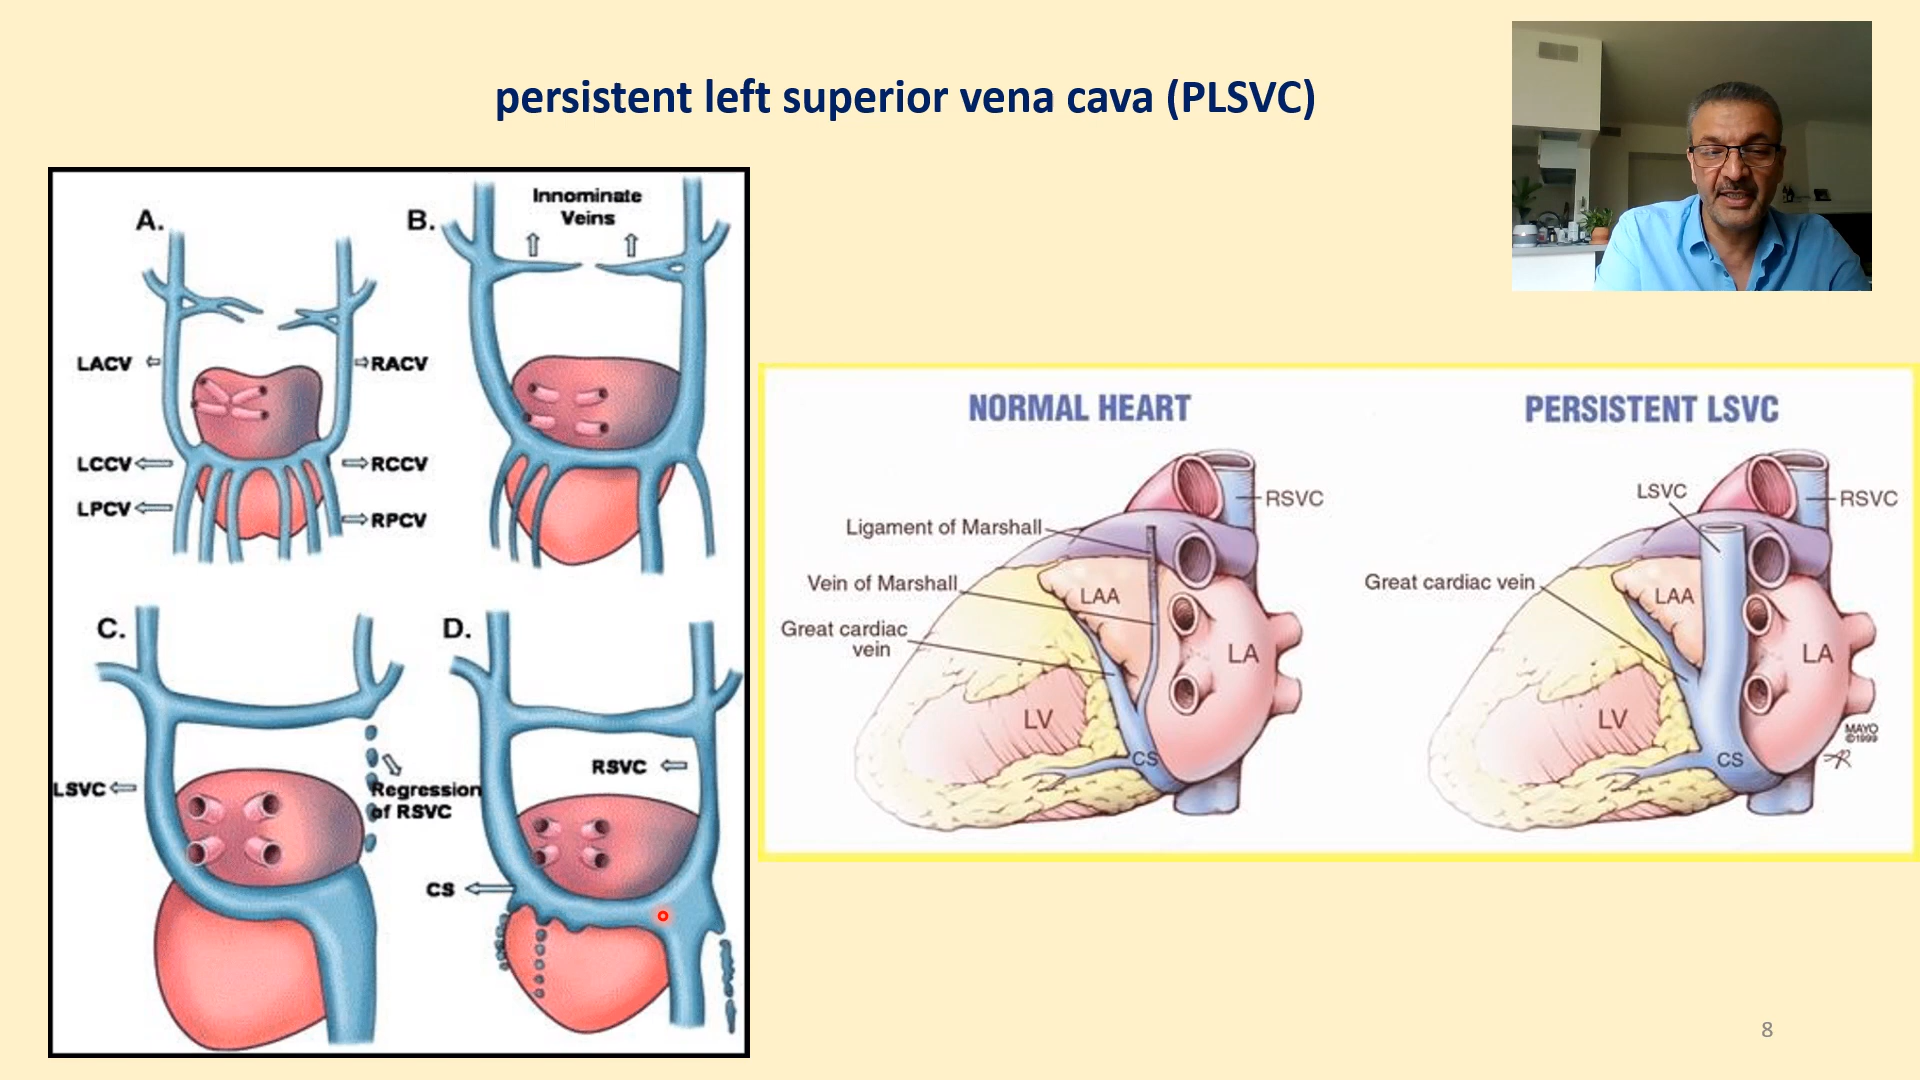 persistent left superior vena cava (PLSVC)
A.
B.
Innominate
Veins
LACV
RACV
LCCV
RCCV
LPCV
RPCV
C.
D.
LSVC
Regression
of RSVC
RSVC
CS
NORMAL HEART
RSVC
Ligament of Marshall
Vein of Marshall
LAA
Great cardiac
vein
LA
LV
CS
PERSISTENT LSVC
LSVC
RSVC
Great cardiac vein
LAA
LA
LV
CS
MAYO
©1999
8